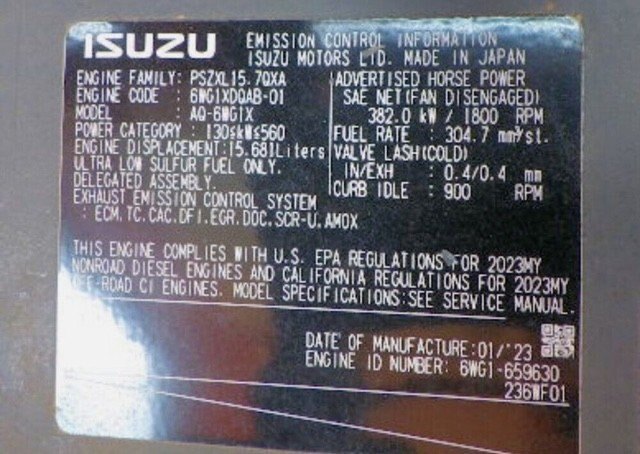 ISUZU
EMISSION CONTROL INFORMATION
ISUZU MOTORS LTD. MADE IN JAPAN
ENGINE FAMILY: PSZXL15.7QXA
ENGINE CODE : 6WG1XDQAB-01
MODEL : AQ-6WG1X
POWER CATEGORY : 130≤kW≤560
ENGINE DISPLACEMENT:15.681Liters
ULTRA LOW SULFUR FUEL ONLY.
DELEGATED ASSEMBLY.
EXHAUST EMISSION CONTROL SYSTEM
: ECM.TC.CAC.DFI.EGR.DOC.SCR-U.AMOX
ADVERTISED HORSE POWER
SAE NET(FAN DISENGAGED)
382.0 kW / 1800 RPM
FUEL RATE : 304.7 mm³/st.
VALVE LASH(COLD)
IN/EXH : 0.4/0.4 mm
CURB IDLE : 900 RPM
THIS ENGINE COMPLIES WITH U.S. EPA REGULATIONS FOR 2023MY
NONROAD DIESEL ENGINES AND CALIFORNIA REGULATIONS FOR 2023MY
OFF-ROAD CI ENGINES. MODEL SPECIFICATIONS:SEE SERVICE MANUAL.
DATE OF MANUFACTURE:01/'23
ENGINE ID NUMBER: 6WG1-659630
236WF01